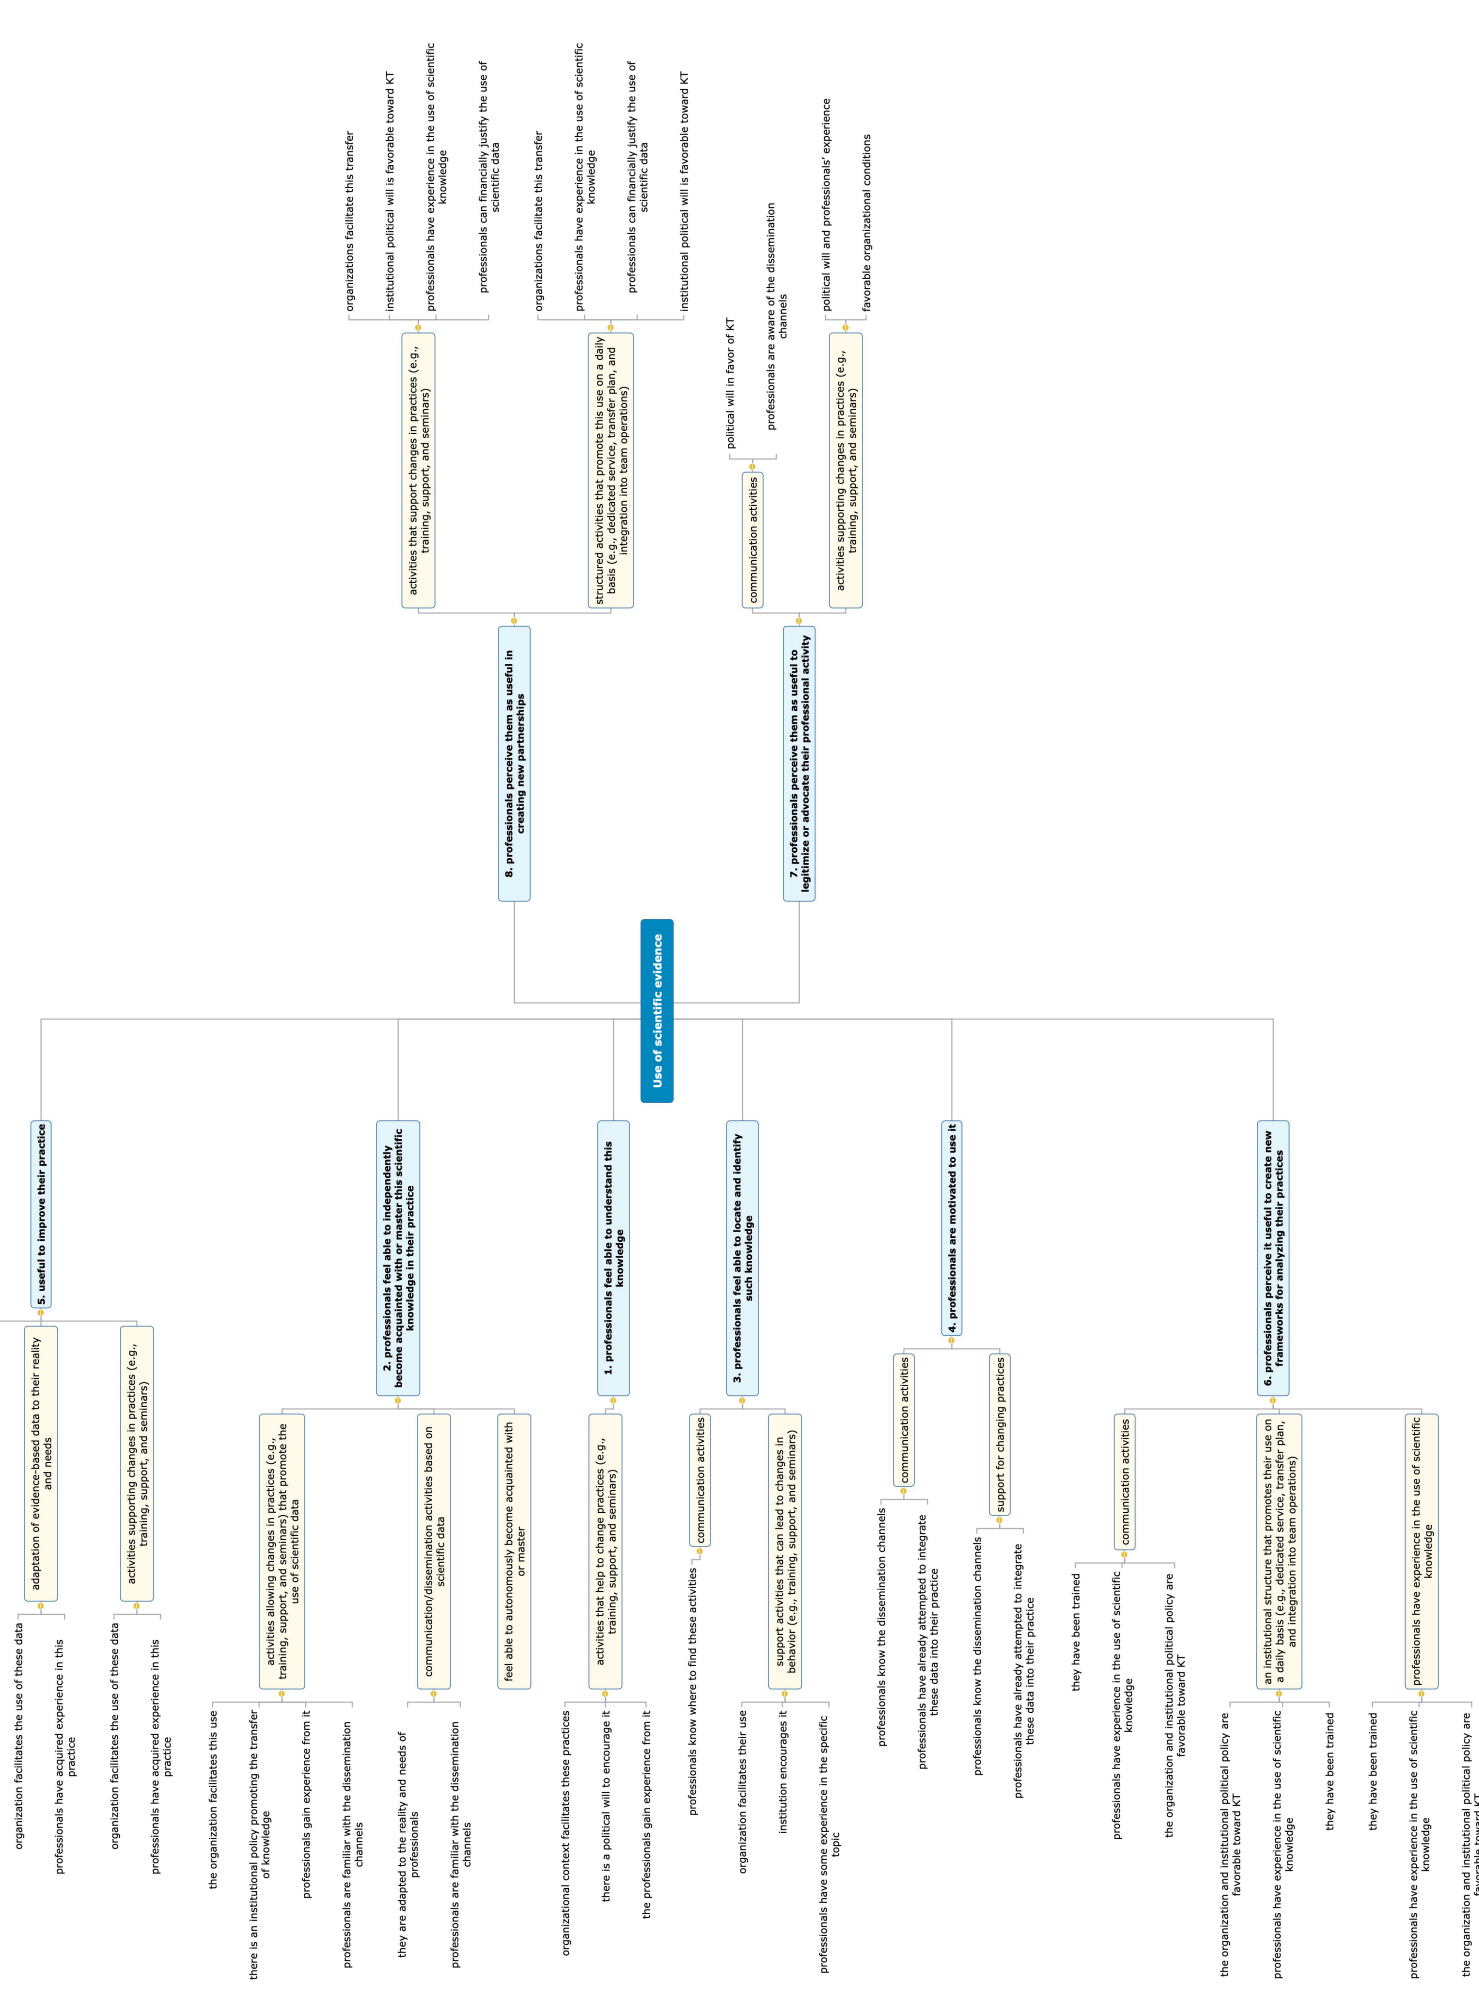 organizations facilitate this transfer
institutional political will is favorable toward KT
professionals have experience in the use of scientific
knowledge
professionals can financially justify the use of
scientific data
activities that support changes in practices (e.g.,
training, support, and seminars)
organizations facilitate this transfer
professionals have experience in the use of scientific
knowledge
professionals can financially justify the use of
scientific data
institutional political will is favorable toward KT
structured activities that promote this use on a daily
basis (e.g., dedicated service, transfer plan, and
integration into team operations)
8. professionals perceive them as useful in
creating new partnerships
political will in favor of KT
professionals are aware of the dissemination
channels
communication activities
political will and professionals’ experience
favorable organizational conditions
activities supporting changes in practices (e.g.,
training, support, and seminars)
7. professionals perceive them as useful to
legitimize or advocate their professional activity
Use of scientific evidence
5. useful to improve their practice
adaptation of evidence-based data to their reality
and needs
organization facilitates the use of these data
professionals have acquired experience in this
practice
activities supporting changes in practices (e.g.,
training, support, and seminars)
organization facilitates the use of these data
professionals have acquired experience in this
practice
2. professionals feel able to independently
become acquainted with or master this scientific
knowledge in their practice
activities allowing changes in practices (e.g.,
training, support, and seminars) that promote the
use of scientific data
the organization facilitates this use
there is an institutional policy promoting the transfer
of knowledge
professionals gain experience from it
professionals are familiar with the dissemination
channels
communication/dissemination activities based on
scientific data
they are adapted to the reality and needs of
professionals
professionals are familiar with the dissemination
channels
feel able to autonomously become acquainted with
or master
1. professionals feel able to understand this
knowledge
activities that help to change practices (e.g.,
training, support, and seminars)
organizational context facilitates these practices
there is a political will to encourage it
the professionals gain experience from it
3. professionals feel able to locate and identify
such knowledge
communication activities
professionals know where to find these activities
support activities that can lead to changes in
behavior (e.g., training, support, and seminars)
organization facilitates their use
institution encourages it
professionals have some experience in the specific
topic
4. professionals are motivated to use it
communication activities
professionals know the dissemination channels
professionals have already attempted to integrate
these data into their practice
support for changing practices
professionals know the dissemination channels
professionals have already attempted to integrate
these data into their practice
6. professionals perceive it useful to create new
frameworks for analyzing their practices
communication activities
they have been trained
professionals have experience in the use of scientific
knowledge
the organization and institutional political policy are
favorable toward KT
an institutional structure that promotes their use on
a daily basis (e.g., dedicated service, transfer plan,
and integration into team operations)
the organization and institutional political policy are
favorable toward KT
professionals have experience in the use of scientific
knowledge
they have been trained
professionals have experience in the use of scientific
knowledge
they have been trained
professionals have experience in the use of scientific
knowledge
the organization and institutional political policy are
favorable toward KT